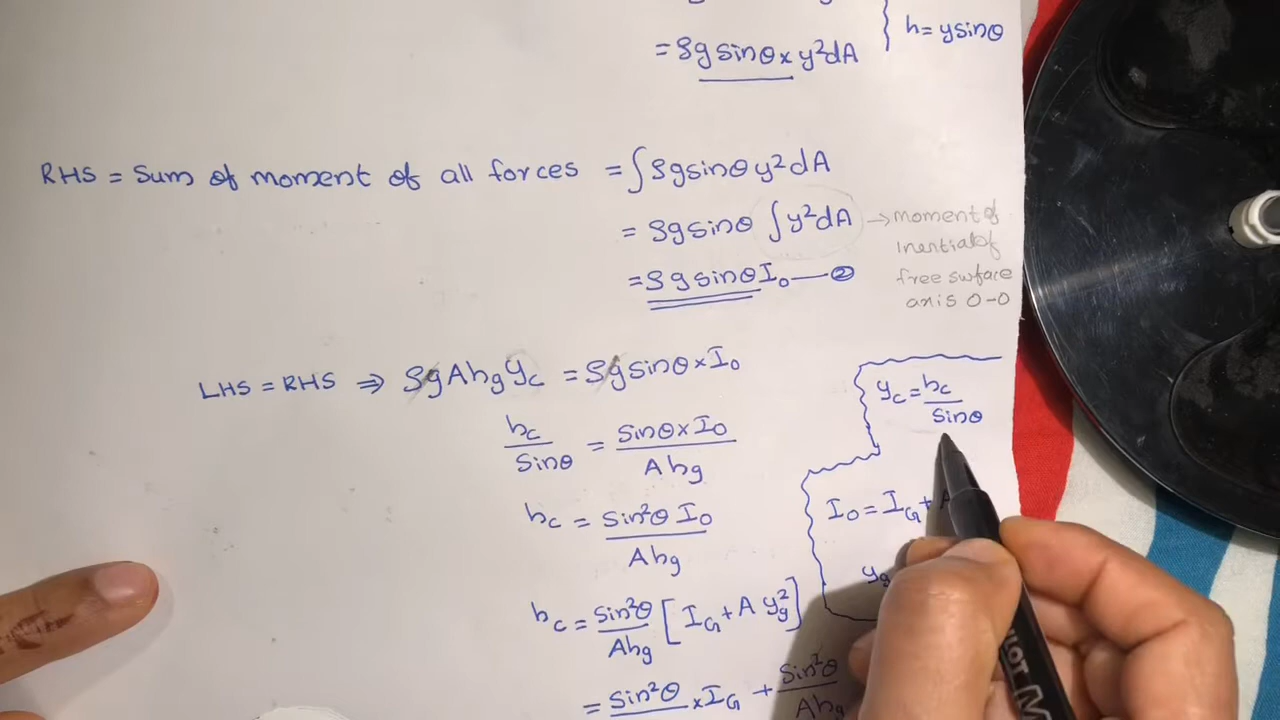 h = y sinθ
= ρg sinθ × y²dA
RHS = Sum of moment of all forces = ∫ρg sinθ y²dA
= ρg sinθ ∫y²dA → moment of
inertial of
free surface
axis O-O
= ρg sinθ I₀ — ②
LHS = RHS ⇒ ρgAh_g y_c = ρg sinθ × I₀
y_c = h_c / sinθ
h_c / sinθ = sinθ × I₀ / Ah_g
I₀ = I_G +
h_c = sin²θ I₀ / Ah_g
y_g
h_c = sin²θ / Ah_g [I_G + A y_g²]
= sin²θ × I_G + sin²θ / Ah_g
PILOT